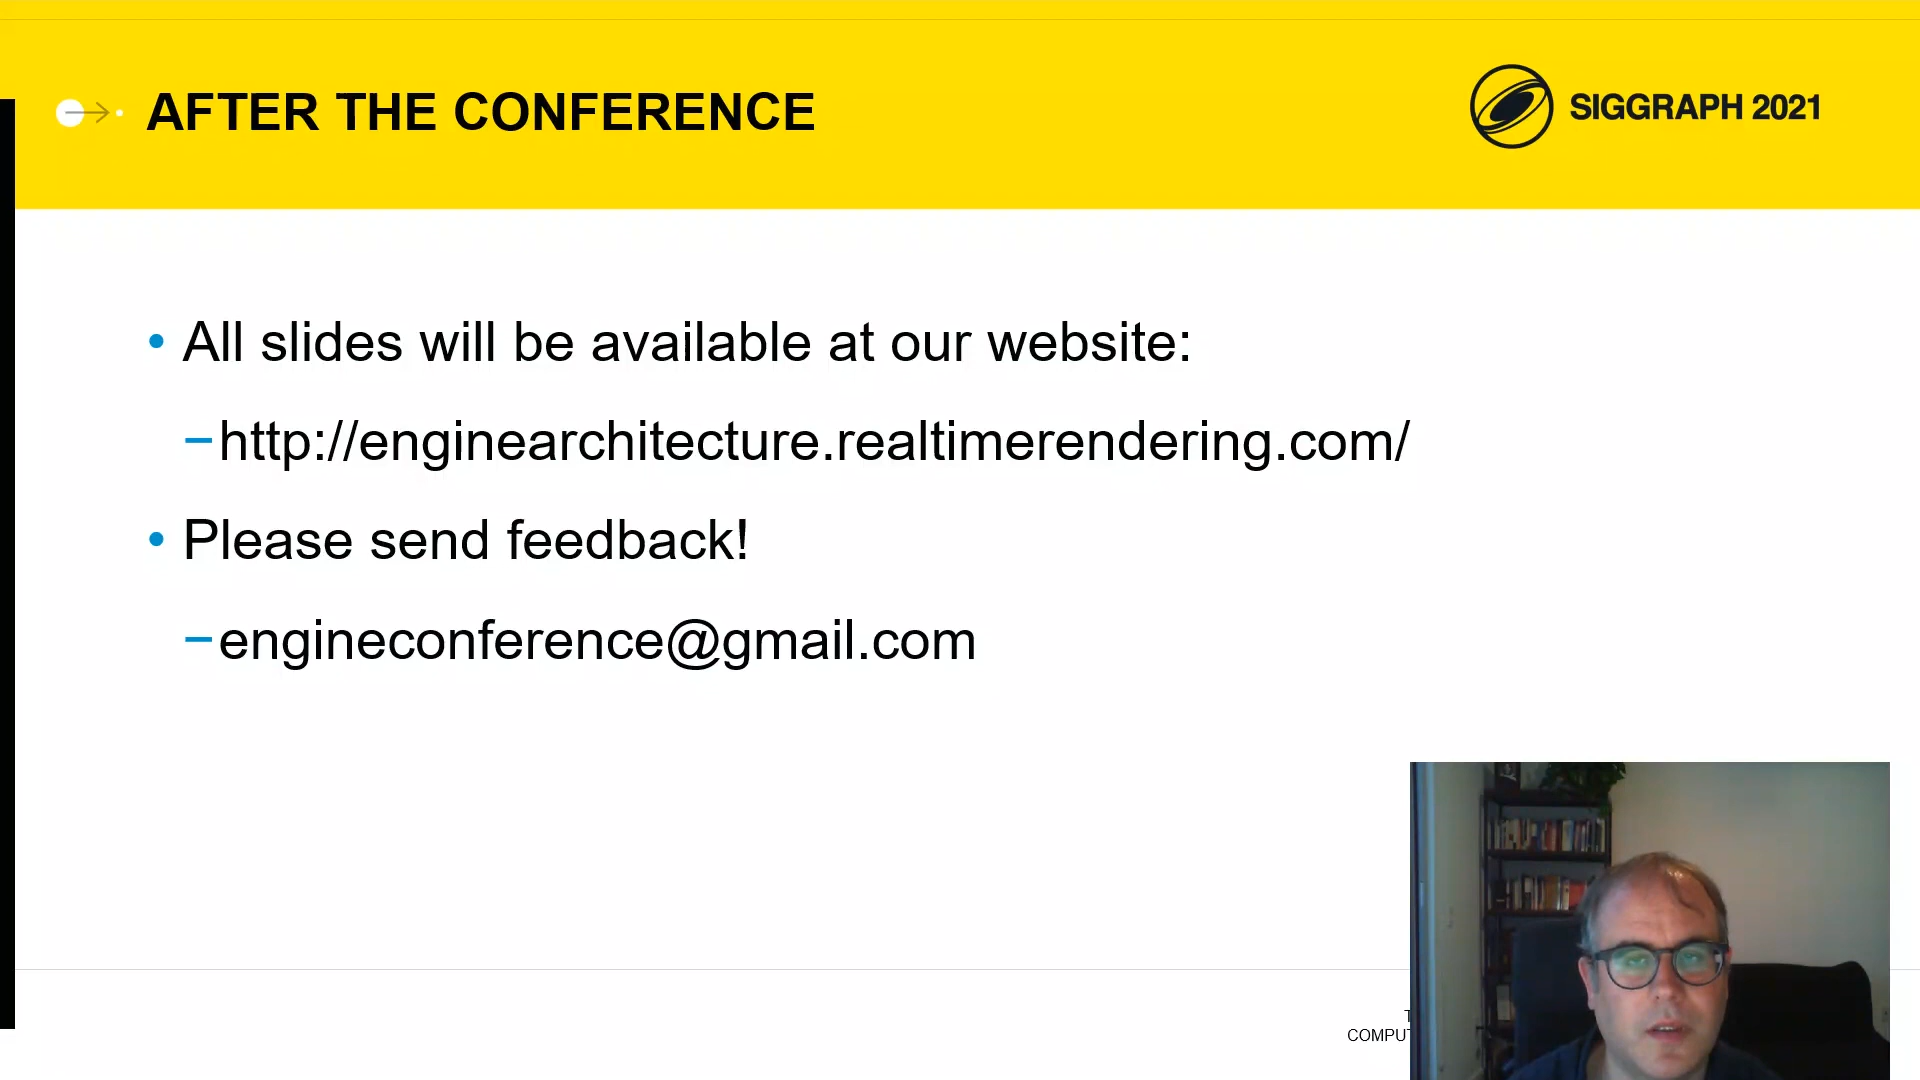 AFTER THE CONFERENCE
SIGGRAPH 2021
• All slides will be available at our website:
–http://enginearchitecture.realtimerendering.com/
• Please send feedback!
–engineconference@gmail.com